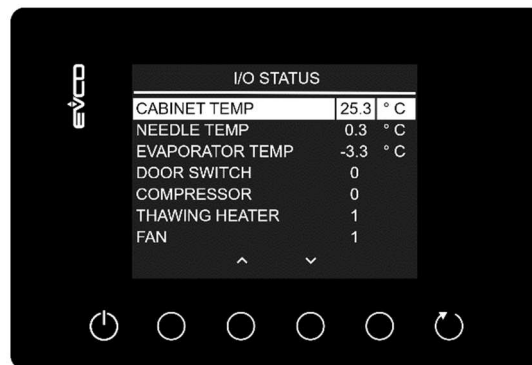 EVCO
I/O STATUS
CABINET TEMP 25.3 ° C
NEEDLE TEMP 0.3 ° C
EVAPORATOR TEMP -3.3 ° C
DOOR SWITCH 0
COMPRESSOR 0
THAWING HEATER 1
FAN 1